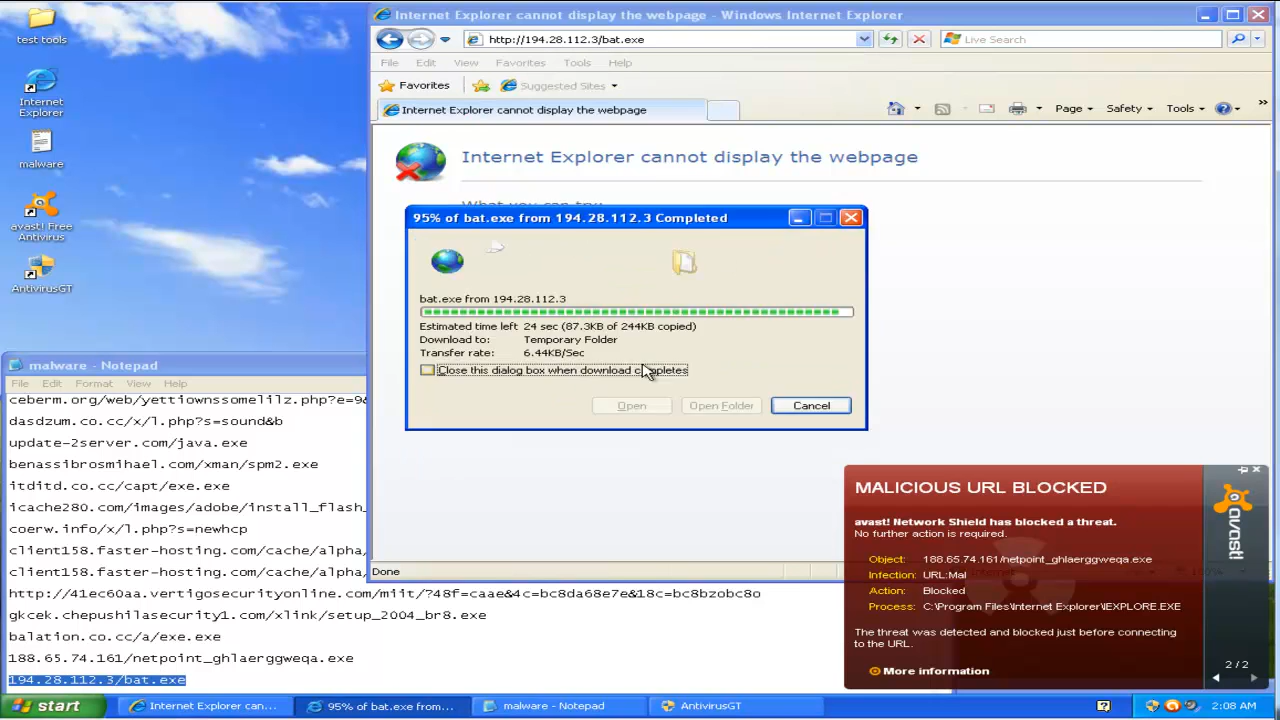 test tools
Internet
Explorer
malware
avast! Free
Antivirus
AntivirusGT
Internet Explorer cannot display the webpage - Windows Internet Explorer
http://194.28.112.3/bat.exe
Live Search
File Edit View Favorites Tools Help
Favorites
Suggested Sites
Internet Explorer cannot display the webpage
Page Safety Tools
Internet Explorer cannot display the webpage
What you can try:
95% of bat.exe from 194.28.112.3 Completed
bat.exe from 194.28.112.3
Estimated time left 24 sec (87.3KB of 244KB copied)
Download to: Temporary Folder
Transfer rate: 6.44KB/Sec
Close this dialog box when download completes
Open Open Folder Cancel
Done
malware - Notepad
File Edit Format View Help
ceberm.org/web/yettiownssomelilz.php?e=9&
dasdzum.co.cc/x/l.php?s=sound&b
update-2server.com/java.exe
benassibrosmihael.com/xman/spm2.exe
itditd.co.cc/capt/exe.exe
icache280.com/images/adobe/install_flash_
coerw.info/x/l.php?s=newhcp
client158.faster-hosting.com/cache/alpha,
client158.faster-hosting.com/cache/alpha,
http://41ec60aa.vertigosecurityonline.com/miit/?48f=caae&4c=bc8da68e7e&18c=bc8bzobc8o
gkcek.chepushilasecurity1.com/xlink/setup_2004_br8.exe
balation.co.cc/a/exe.exe
188.65.74.161/netpoint_ghlaerggweqa.exe
194.28.112.3/bat.exe
MALICIOUS URL BLOCKED
avast! Network Shield has blocked a threat.
No further action is required.
Object: 188.65.74.161/netpoint_ghlaerggweqa.exe
Infection: URL:Mal
Action: Blocked
Process: C:\Program Files\Internet Explorer\IEXPLORE.EXE
The threat was detected and blocked just before connecting
to the URL.
More information
avast!
2 / 2
start
Internet Explorer can...
95% of bat.exe from...
malware - Notepad
AntivirusGT
2:08 AM